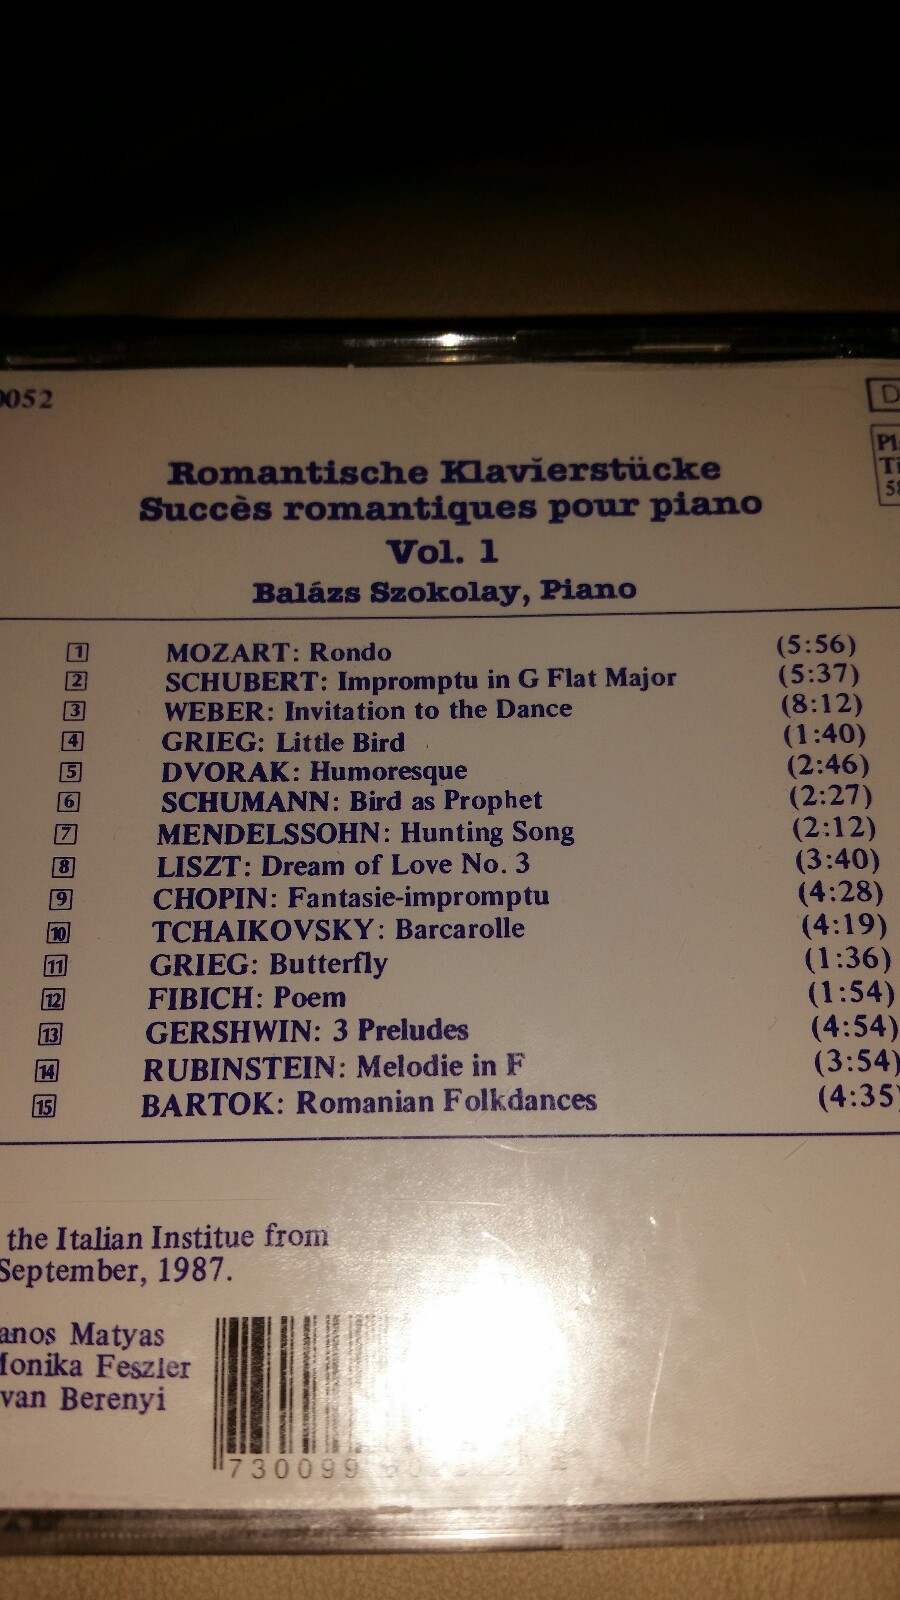 0052
D
Pl
Ti
58
Romantische Klavierstücke
Succès romantiques pour piano
Vol. 1
Balázs Szokolay, Piano
1 MOZART: Rondo (5:56)
2 SCHUBERT: Impromptu in G Flat Major (5:37)
3 WEBER: Invitation to the Dance (8:12)
4 GRIEG: Little Bird (1:40)
5 DVORAK: Humoresque (2:46)
6 SCHUMANN: Bird as Prophet (2:27)
7 MENDELSSOHN: Hunting Song (2:12)
8 LISZT: Dream of Love No. 3 (3:40)
9 CHOPIN: Fantasie-impromptu (4:28)
10 TCHAIKOVSKY: Barcarolle (4:19)
11 GRIEG: Butterfly (1:36)
12 FIBICH: Poem (1:54)
13 GERSHWIN: 3 Preludes (4:54)
14 RUBINSTEIN: Melodie in F (3:54)
15 BARTOK: Romanian Folkdances (4:35)
the Italian Institue from
September, 1987.
anos Matyas
Monika Feszler
van Berenyi
730099